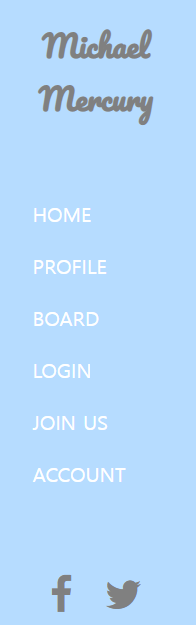 Michael
Mercury
HOME
PROFILE
BOARD
LOGIN
JOIN US
ACCOUNT